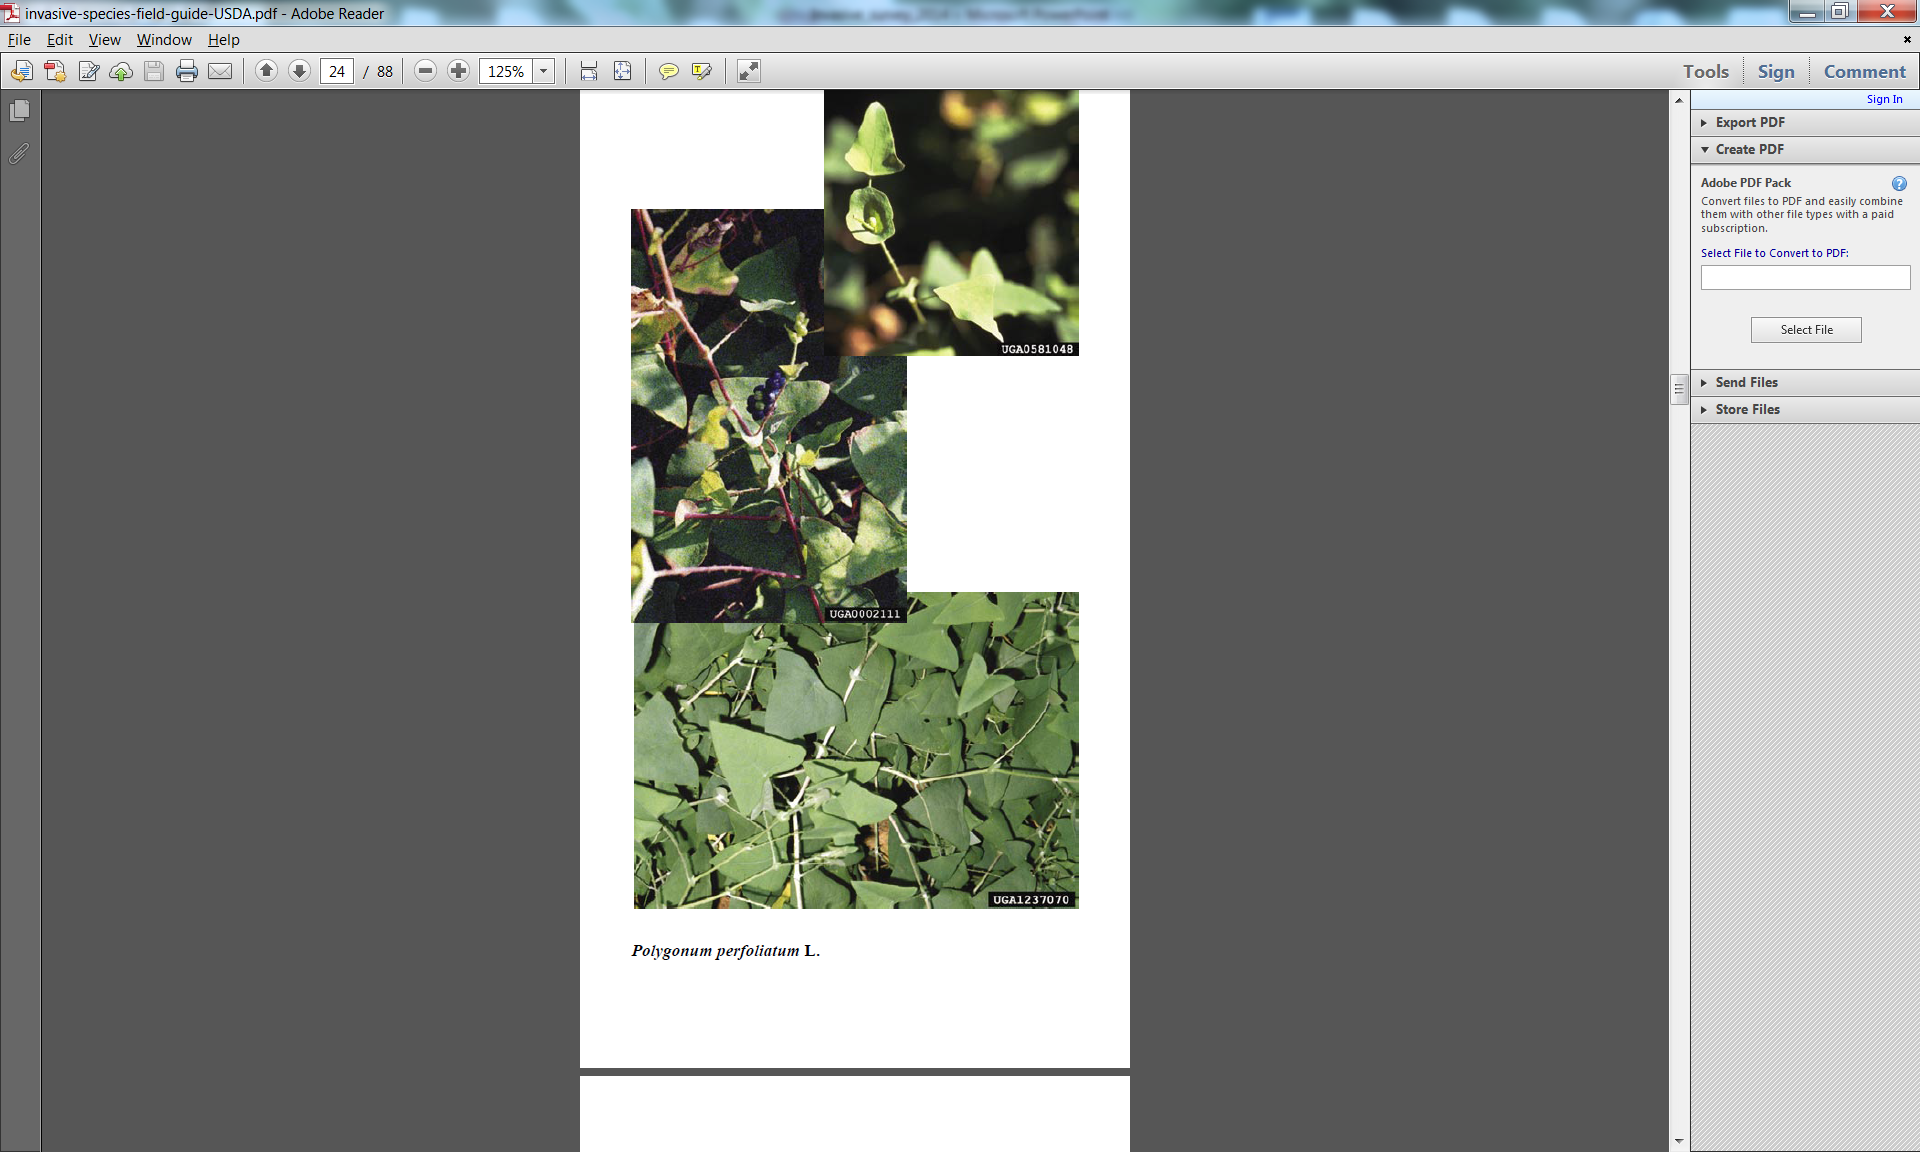 invasive-species-field-guide-USDA.pdf - Adobe Reader
File Edit View Window Help
24 / 88 125% Tools Sign Comment
Sign In
Export PDF
Create PDF
Adobe PDF Pack
Convert files to PDF and easily combine
them with other file types with a paid
subscription.
Select File to Convert to PDF:
Select File
Send Files
Store Files
UGA0581048
UGA0002111
UGA1237070
Polygonum perfoliatum L.